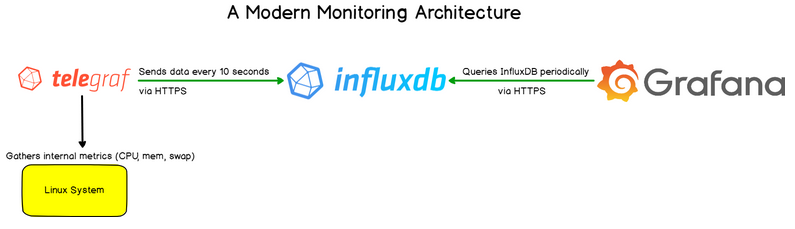 A Modern Monitoring Architecture
telegraf
Sends data every 10 seconds
via HTTPS
influxdb
Queries InfluxDB periodically
via HTTPS
Grafana
Gathers internal metrics (CPU, mem, swap)
Linux System